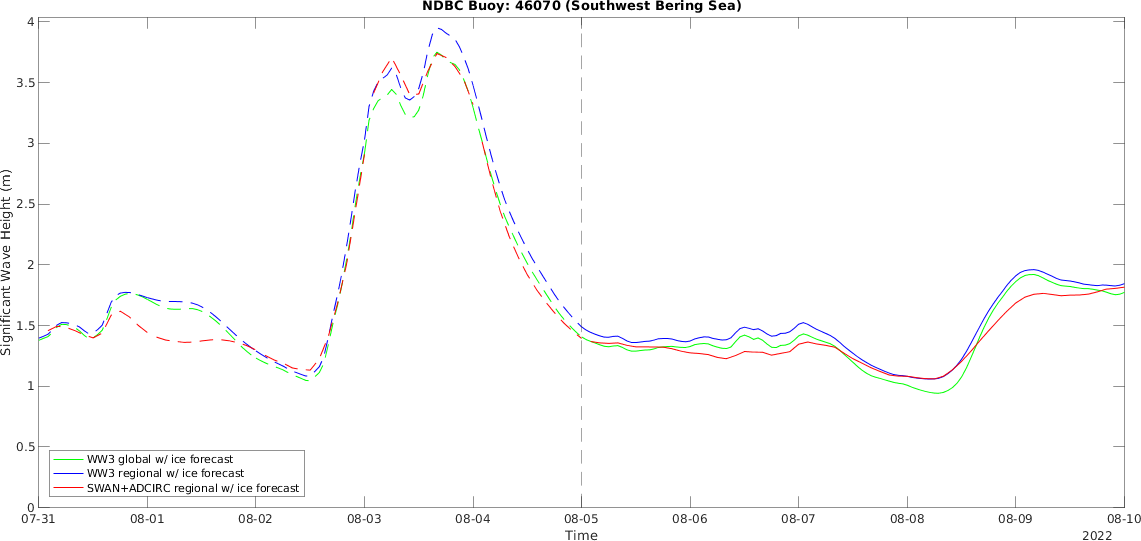 NDBC Buoy: 46070 (Southwest Bering Sea)
4
3.5
3
2.5
2
1.5
1
0.5
0
Significant Wave Height (m)
WW3 global w/ ice forecast
WW3 regional w/ ice forecast
SWAN+ADCIRC regional w/ ice forecast
07-31 08-01 08-02 08-03 08-04 08-05 08-06 08-07 08-08 08-09 08-10
Time
2022